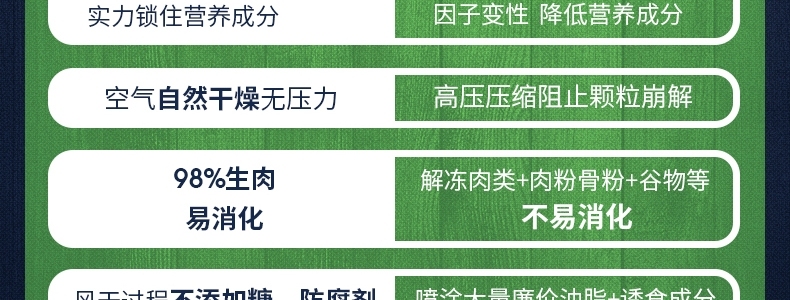 实力锁住营养成分
因子变性 降低营养成分
空气自然干燥无压力
高压压缩阻止颗粒崩解
98%生肉
易消化
解冻肉类+肉粉骨粉+谷物等
不易消化
风干过程不添加糖、防腐剂
喷涂大量廉价油脂+诱食成分